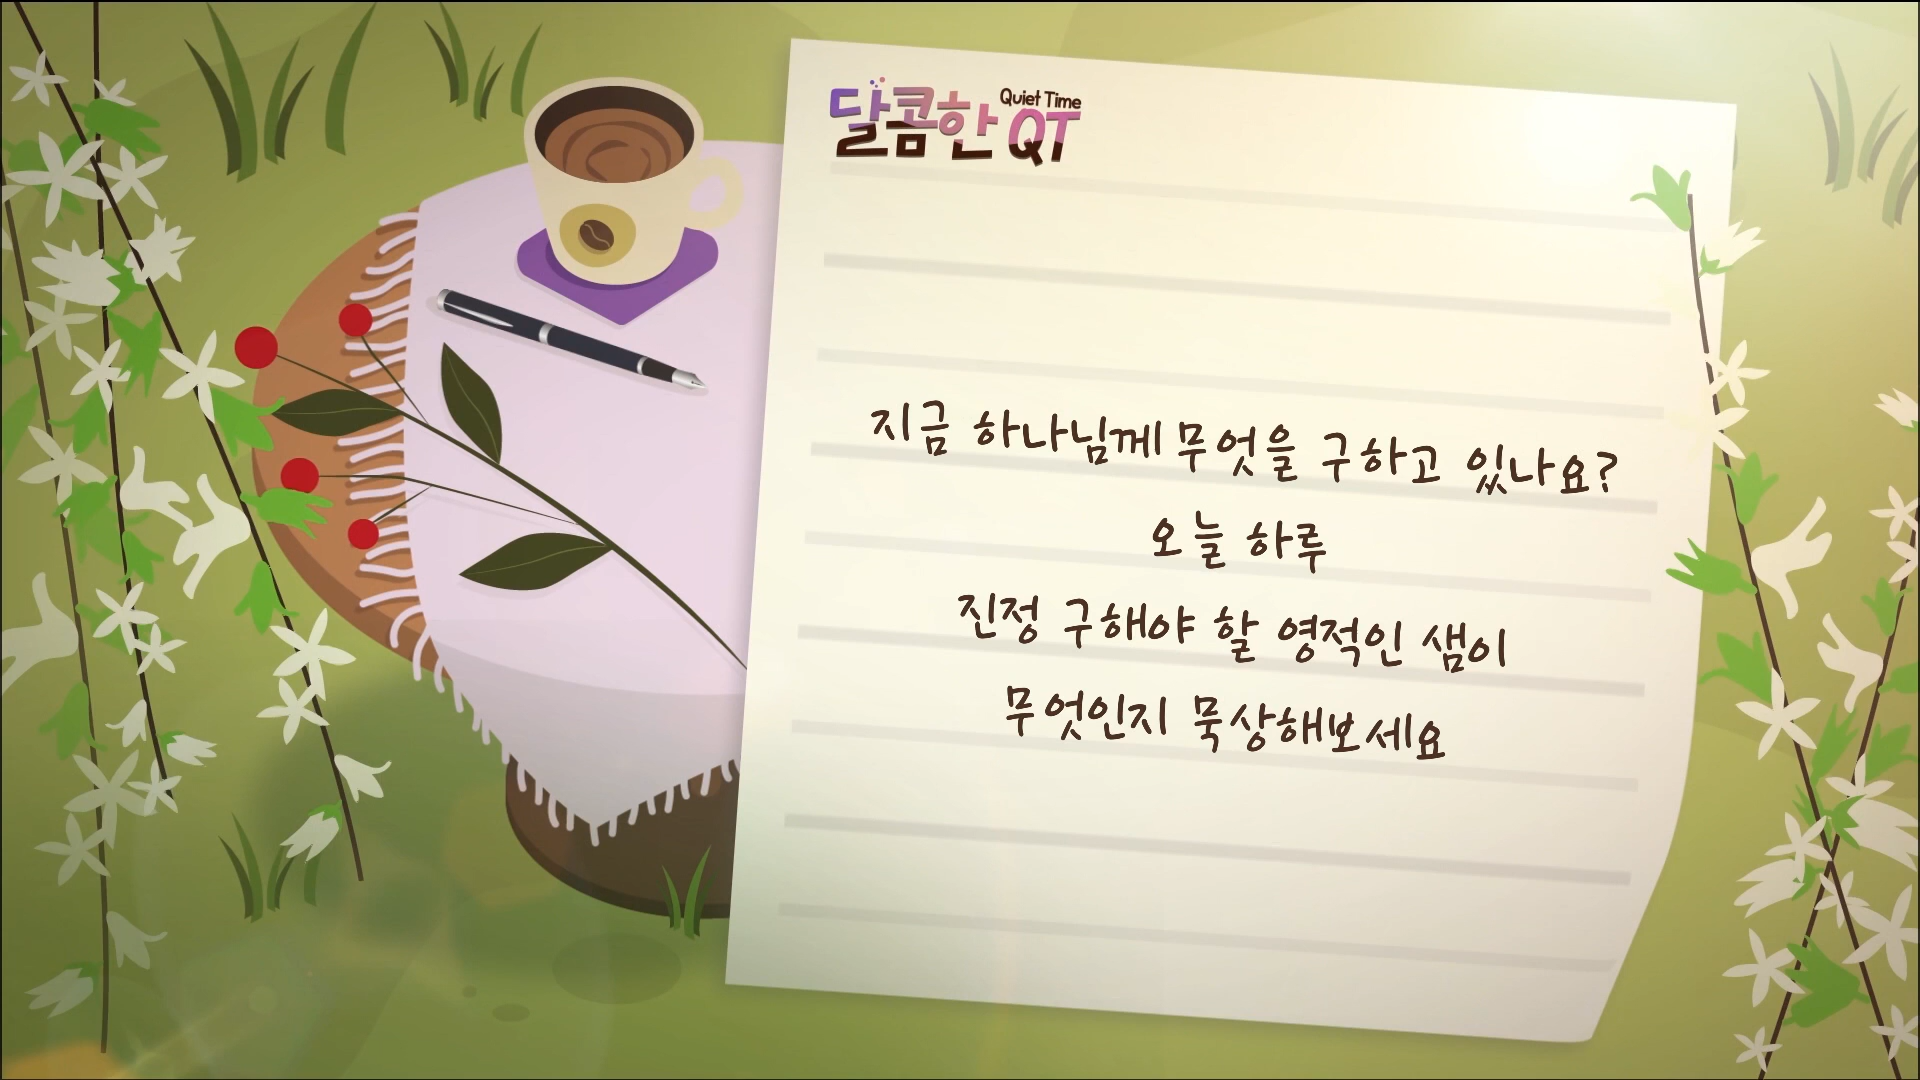 달콤한 QT
Quiet Time
지금 하나님께 무엇을 구하고 있나요?
오늘 하루
진정 구해야 할 영적인 샘이
무엇인지 묵상해보세요